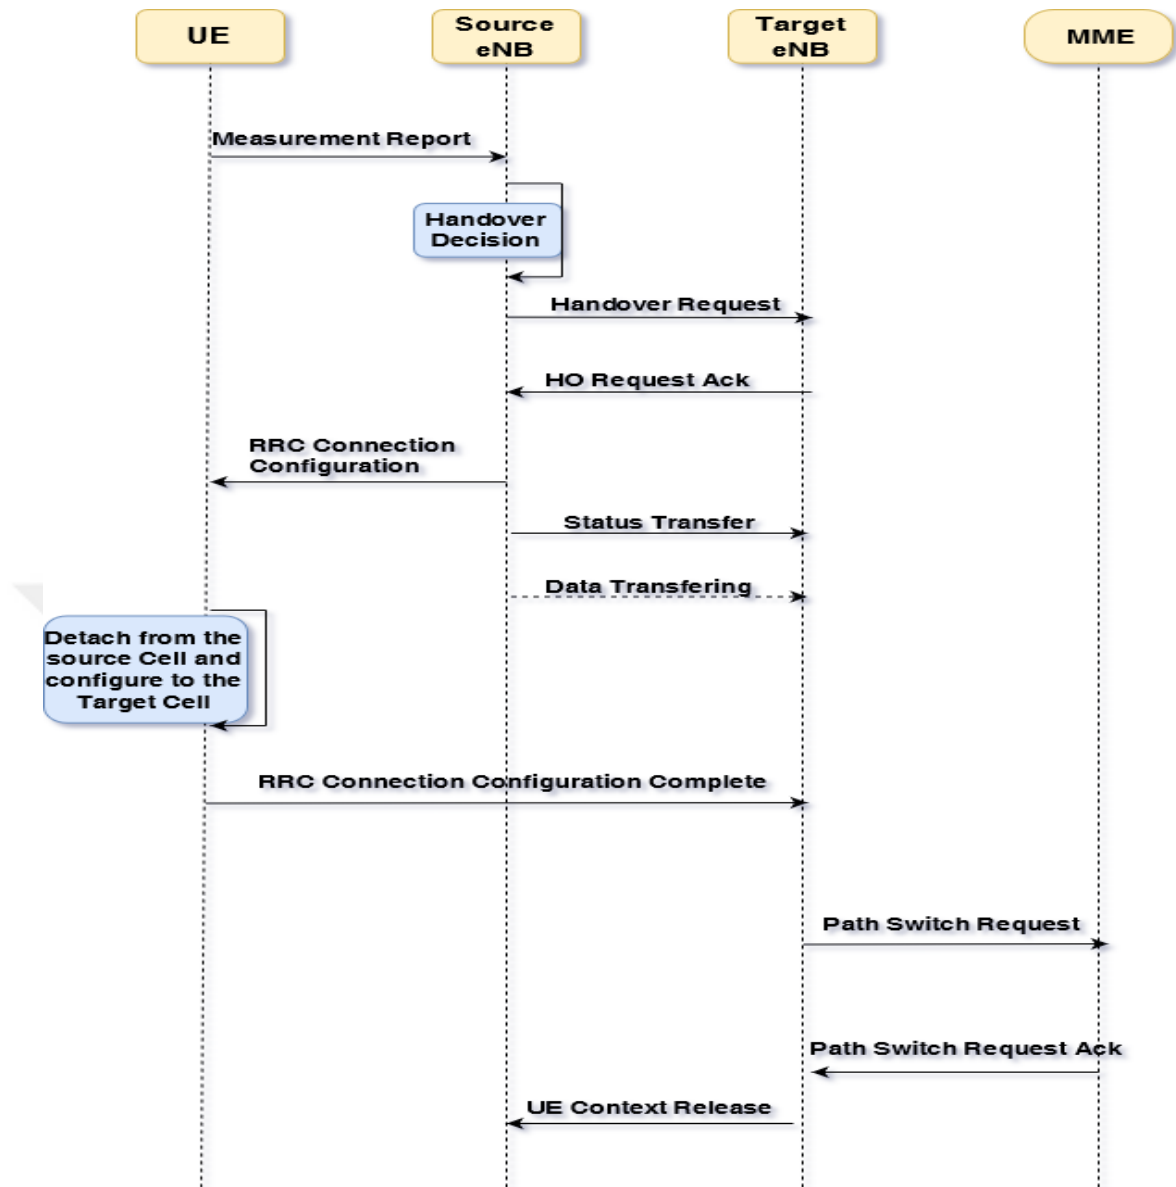 UE
Source
eNB
Target
eNB
MME
Measurement Report
Handover
Decision
Handover Request
HO Request Ack
RRC Connection
Configuration
Status Transfer
Data Transfering
Detach from the
source Cell and
configure to the
Target Cell
RRC Connection Configuration Complete
Path Switch Request
Path Switch Request Ack
UE Context Release